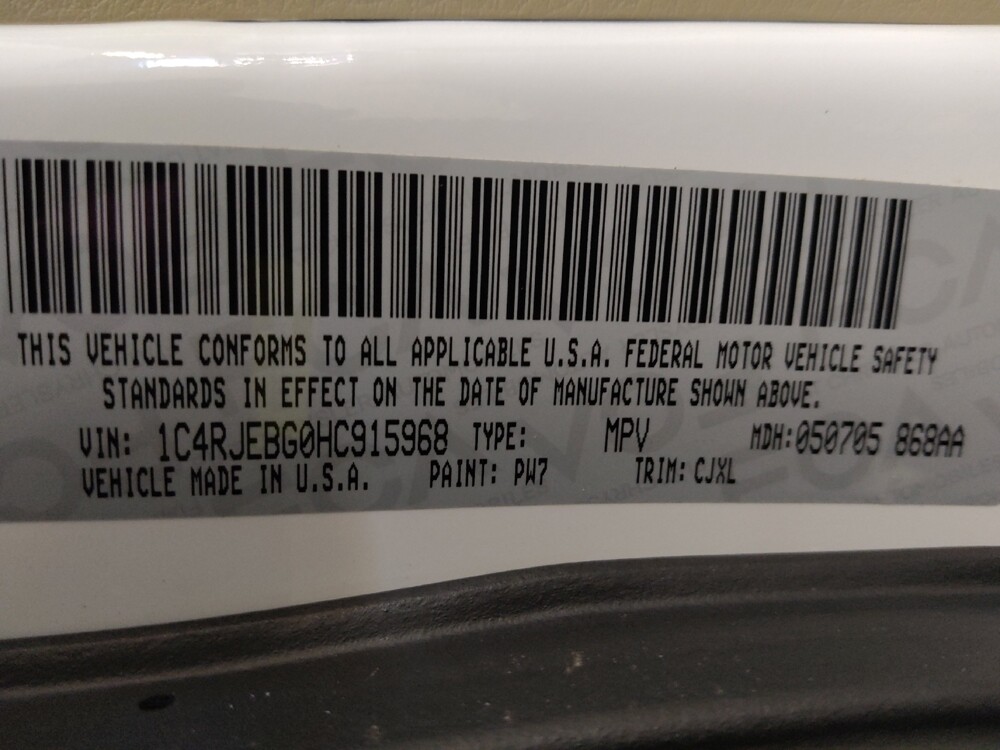 THIS VEHICLE CONFORMS TO ALL APPLICABLE U.S.A. FEDERAL MOTOR VEHICLE SAFETY
STANDARDS IN EFFECT ON THE DATE OF MANUFACTURE SHOWN ABOVE.
VIN: 1C4RJEBG0HC915968 TYPE: MPV MDH:050705 868AA
VEHICLE MADE IN U.S.A. PAINT: PW7 TRIM: CJXL